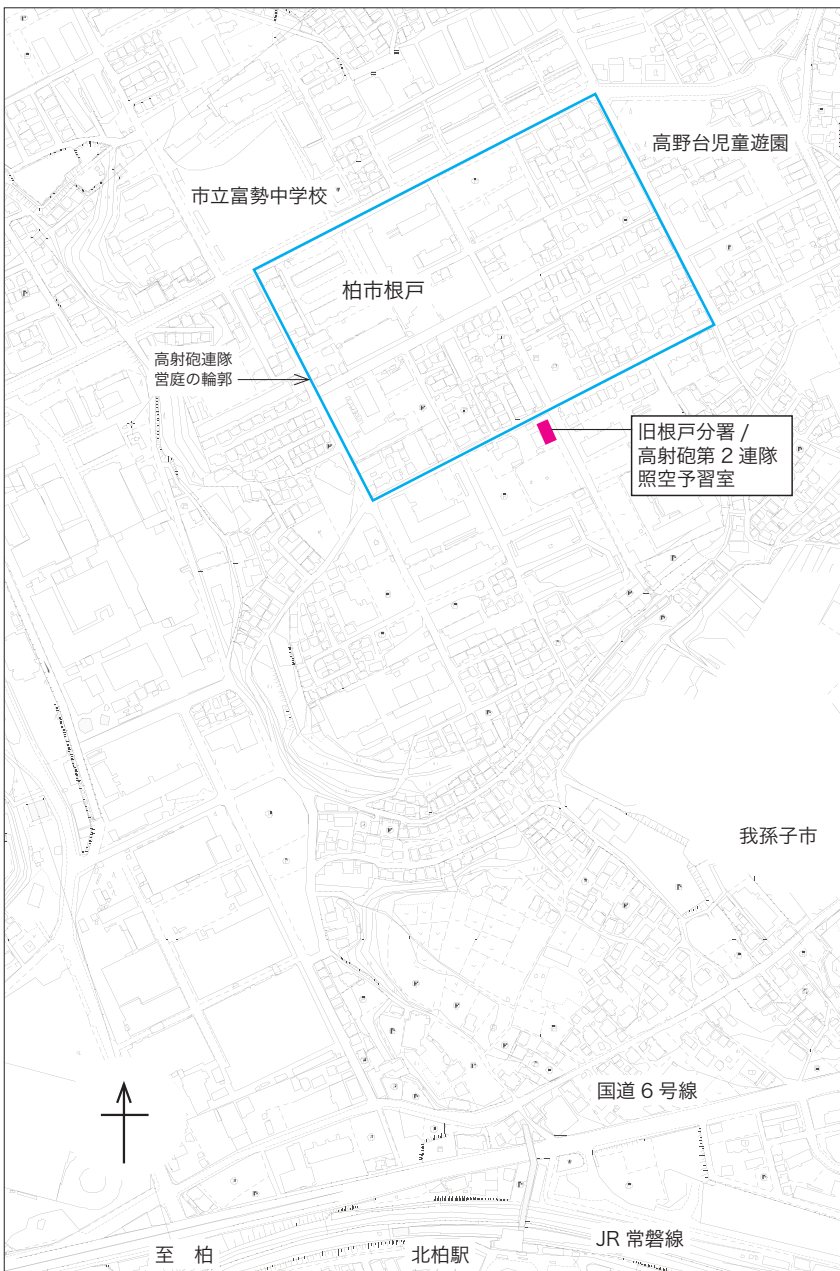 高野台児童遊園
市立富勢中学校
柏市根戸
高射砲連隊
営庭の輪郭
旧根戸分署 /
高射砲第 2 連隊
照空予習室
我孫子市
国道 6 号線
JR 常磐線
至　柏
北柏駅